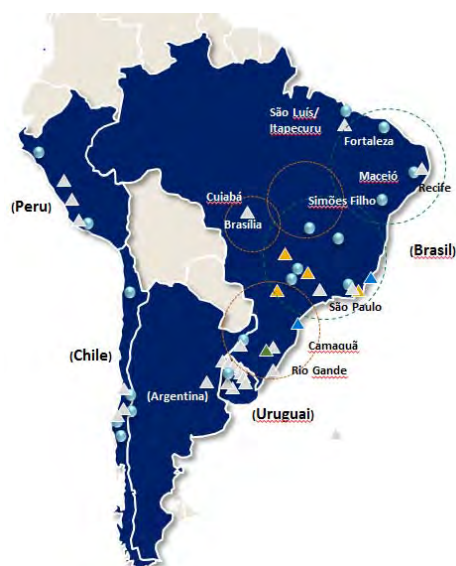 São Luís/
Itapecuru
Fortaleza
Maceió
Recife
(Peru)
Cuiabá
Simões Filho
Brasília
(Brasil)
São Paulo
(Chile)
Camaquã
Rio Gande
(Argentina)
(Uruguai)